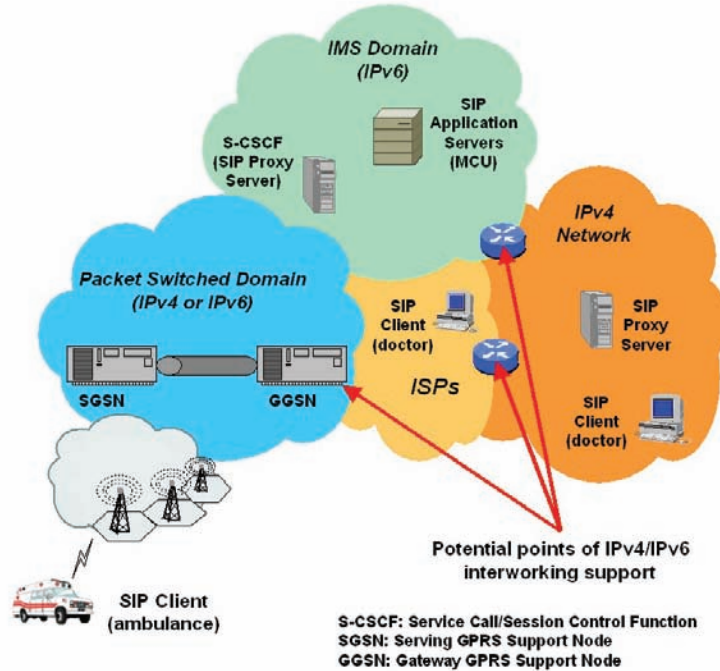 IMS Domain
(IPv6)
SIP
Application
Servers
(MCU)
S-CSCF
(SIP Proxy
Server)
IPv4
Network
Packet Switched Domain
(IPv4 or IPv6)
SIP
Client
(doctor)
SIP
Proxy
Server
ISPs
SGSN
GGSN
SIP
Client
(doctor)
Potential points of IPv4/IPv6
interworking support
SIP Client
(ambulance)
S-CSCF: Service Call/Session Control Function
SGSN: Serving GPRS Support Node
GGSN: Gateway GPRS Support Node